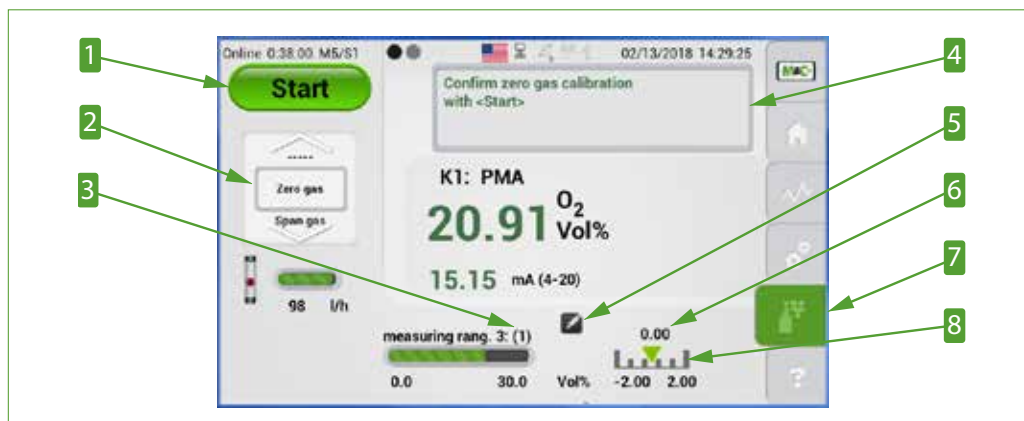 Online 0:38:00 M5/S1
02/13/2018 14:29:25
Start
Confirm zero gas calibration
with <Start>
M&C
Zero gas
Span gas
K1: PMA
20.91 O2 Vol%
15.15 mA (4-20)
98 l/h
measuring rang. 3: (1)
0.0 30.0 Vol%
0.00
-2.00 2.00
?
1
2
3
4
5
6
7
8